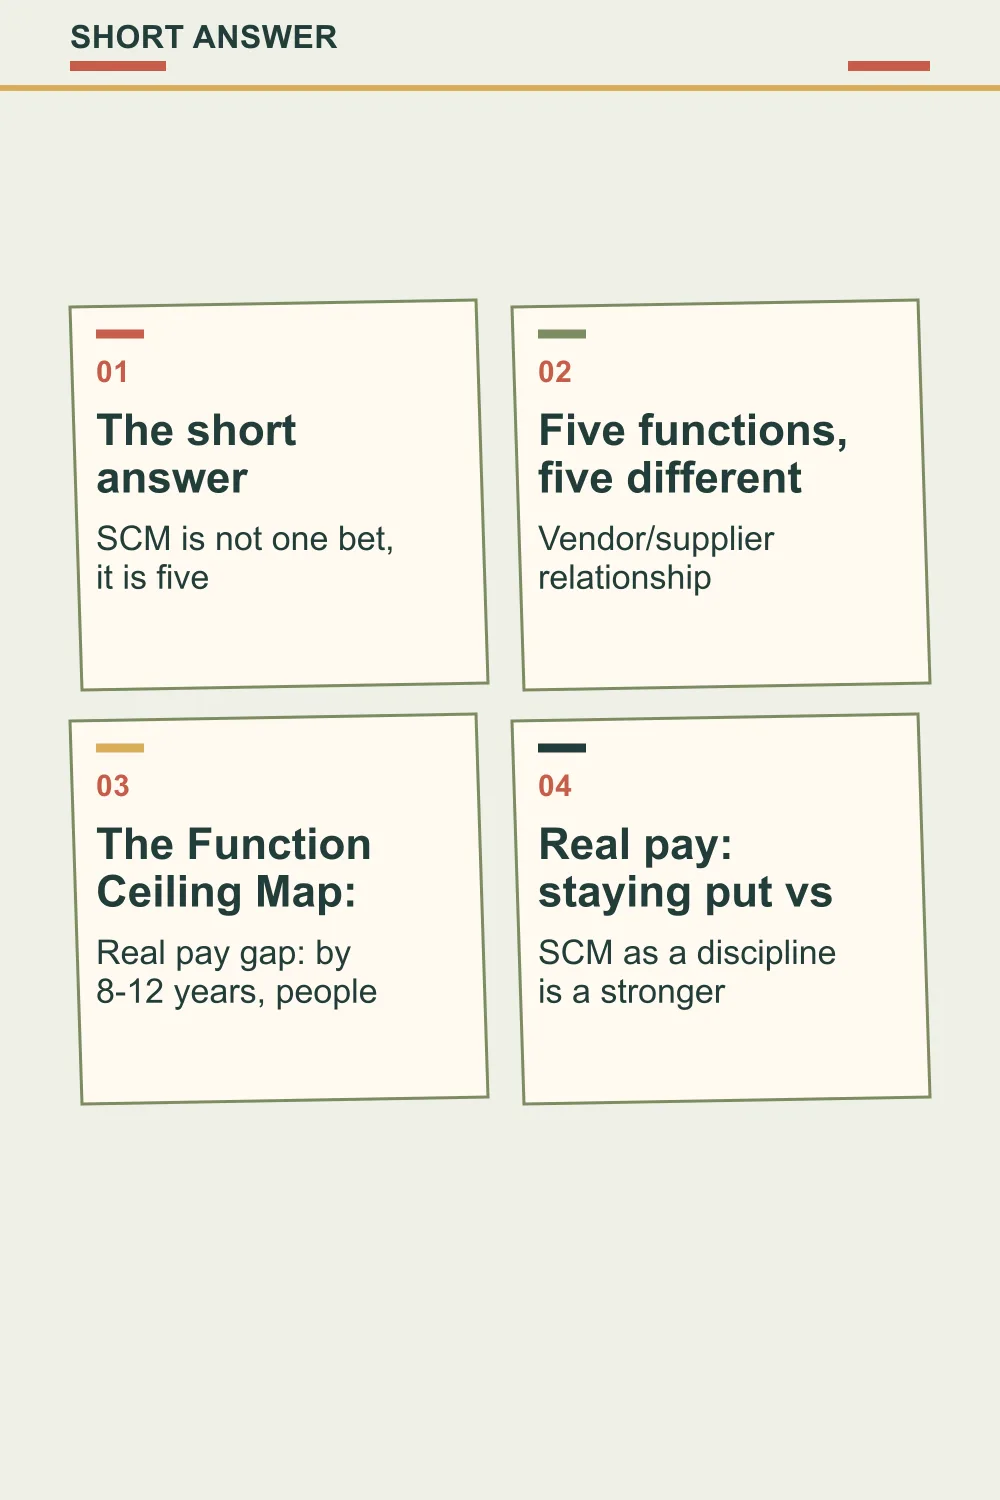 SHORT ANSWER
01
The short
answer
SCM is not one bet,
it is five
02
Five functions,
five different
Vendor/supplier
relationship
03
The Function
Ceiling Map:
Real pay gap: by
8-12 years, people
04
Real pay:
staying put vs
SCM as a discipline
is a stronger